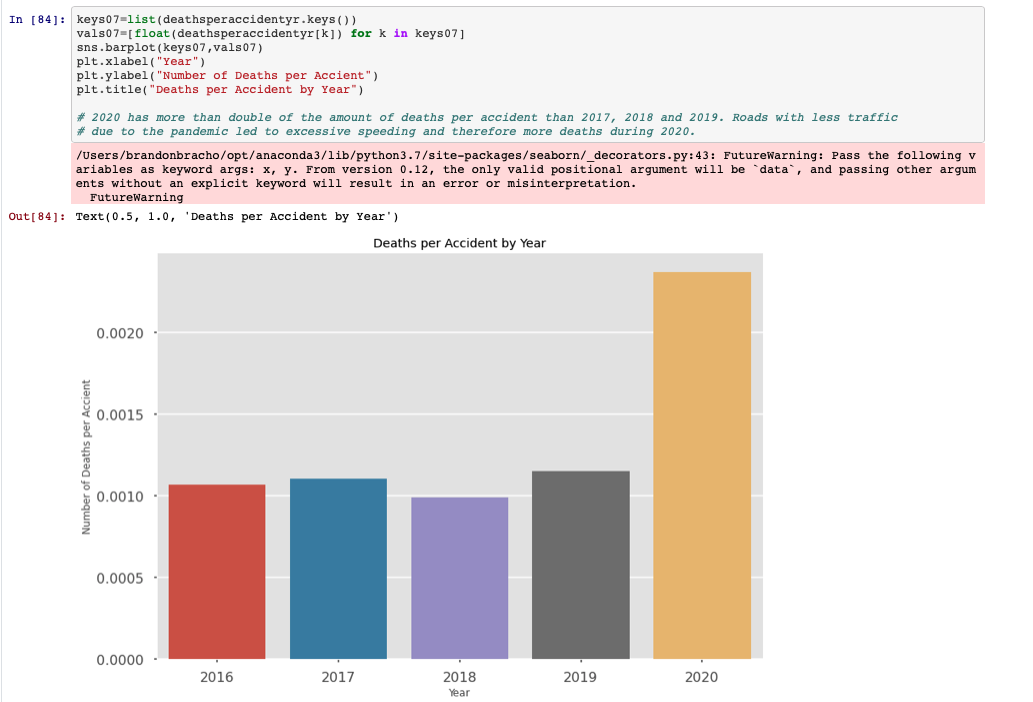 In [84]: keys07=list(deathsperaccidentyr.keys())
vals07=[float(deathsperaccidentyr[k]) for k in keys07]
sns.barplot(keys07,vals07)
plt.xlabel("Year")
plt.ylabel("Number of Deaths per Accient")
plt.title("Deaths per Accident by Year")
# 2020 has more than double of the amount of deaths per accident than 2017, 2018 and 2019. Roads with less traffic
# due to the pandemic led to excessive speeding and therefore more deaths during 2020.
/Users/brandonbracho/opt/anaconda3/lib/python3.7/site-packages/seaborn/_decorators.py:43: FutureWarning: Pass the following v
ariables as keyword args: x, y. From version 0.12, the only valid positional argument will be `data`, and passing other argum
ents without an explicit keyword will result in an error or misinterpretation.
FutureWarning
Out[84]: Text(0.5, 1.0, 'Deaths per Accident by Year')
Deaths per Accident by Year
Number of Deaths per Accient
0.0020
0.0015
0.0010
0.0005
0.0000
2016 2017 2018 2019 2020
Year